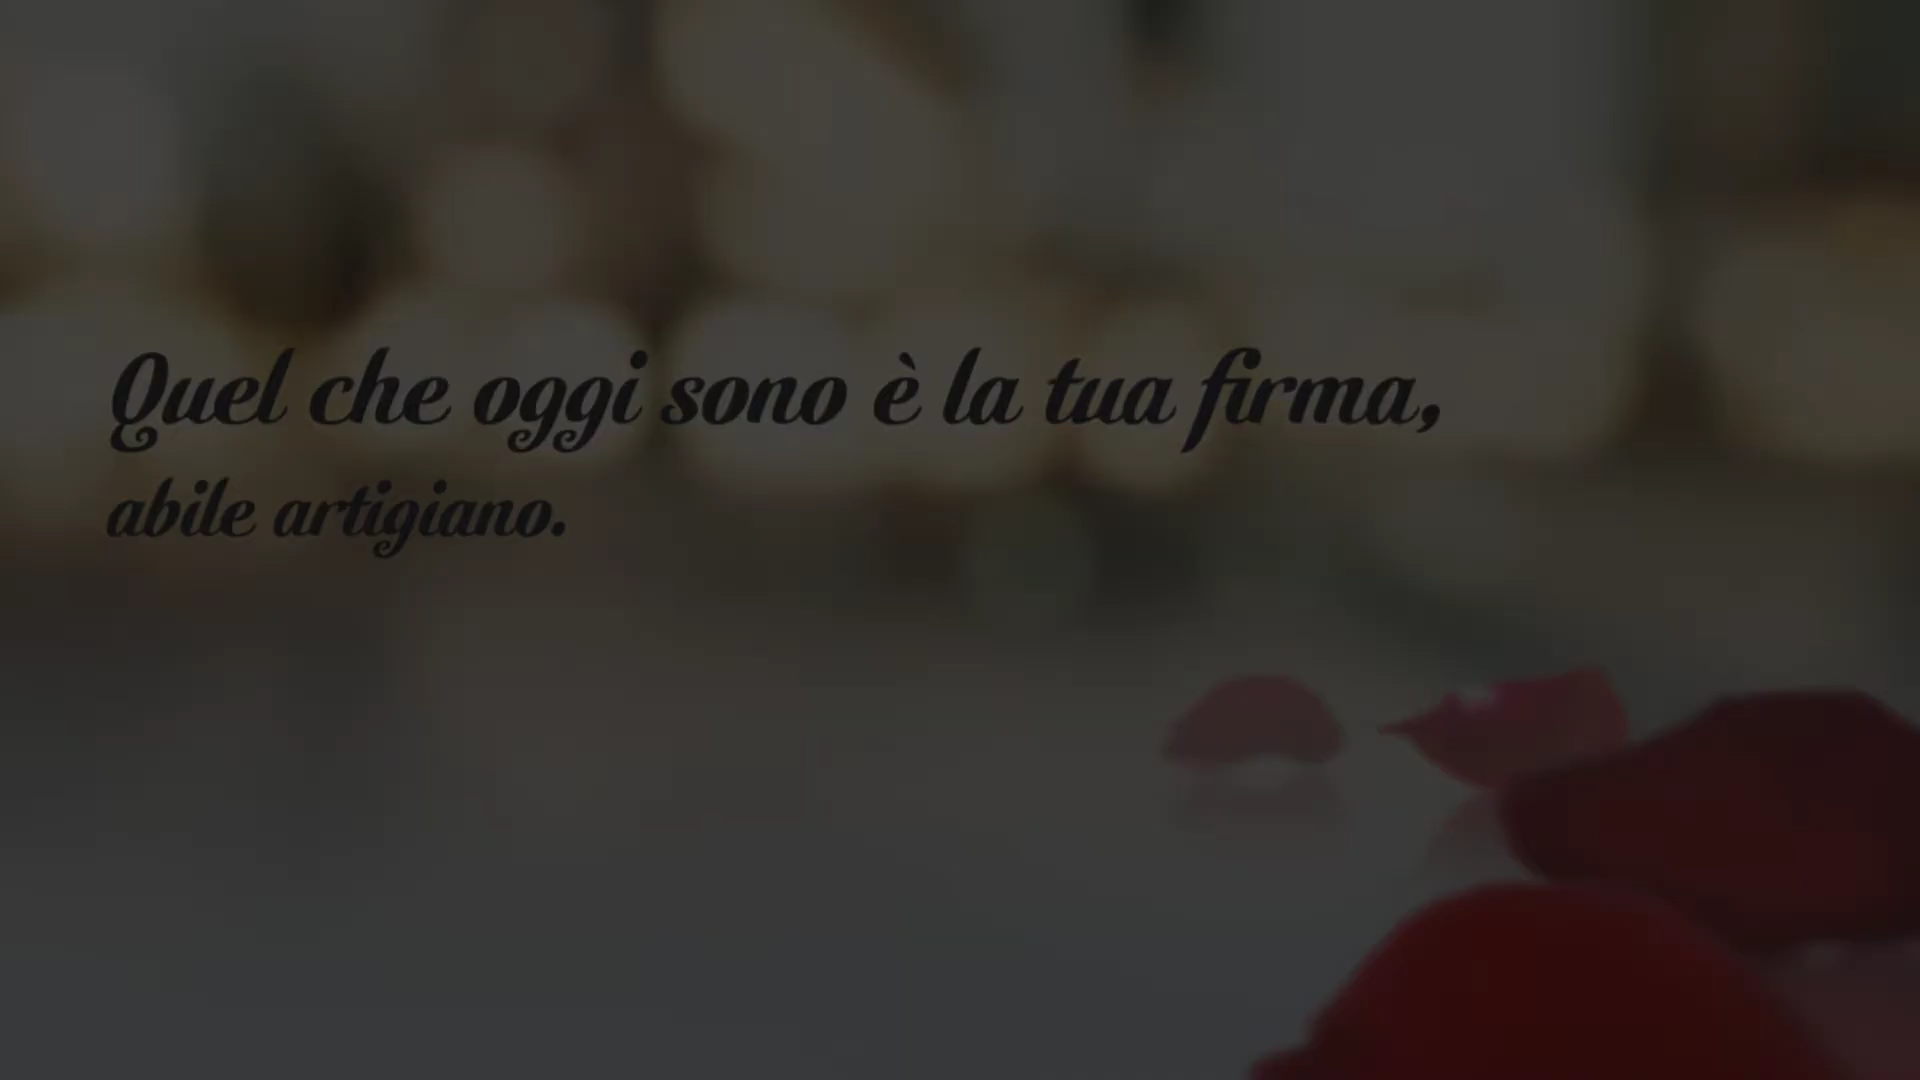 Quel che oggi sono è la tua firma,
abile artigiano.